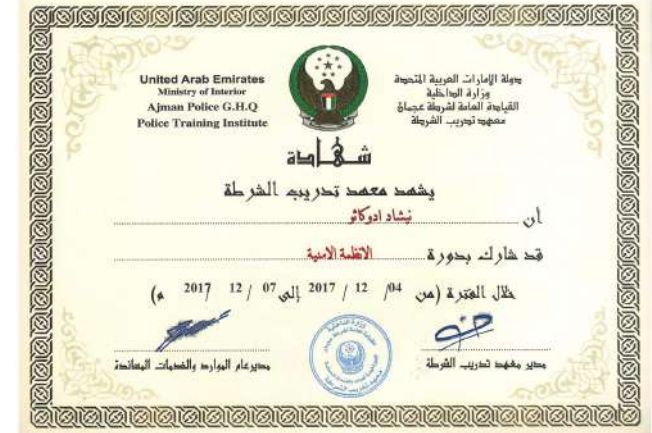 United Arab Emirates
Ministry of Interior
Ajman Police G.H.Q
Police Training Institute
دولة الإمارات العربية المتحدة
وزارة الداخلية
القيادة العامة لشرطة عجمان
معهد تدريب الشرطة
شهادة
يشهد معهد تدريب الشرطة
أن نيشاد ادوكاثو
قد شارك بدورة الانظمة الامنية
خلال الفترة (من 04/ 12 / 2017 إلى 07 / 12 2017 م)
مدير معهد تدريب الشرطة
مدير عام الموارد والخدمات المساندة